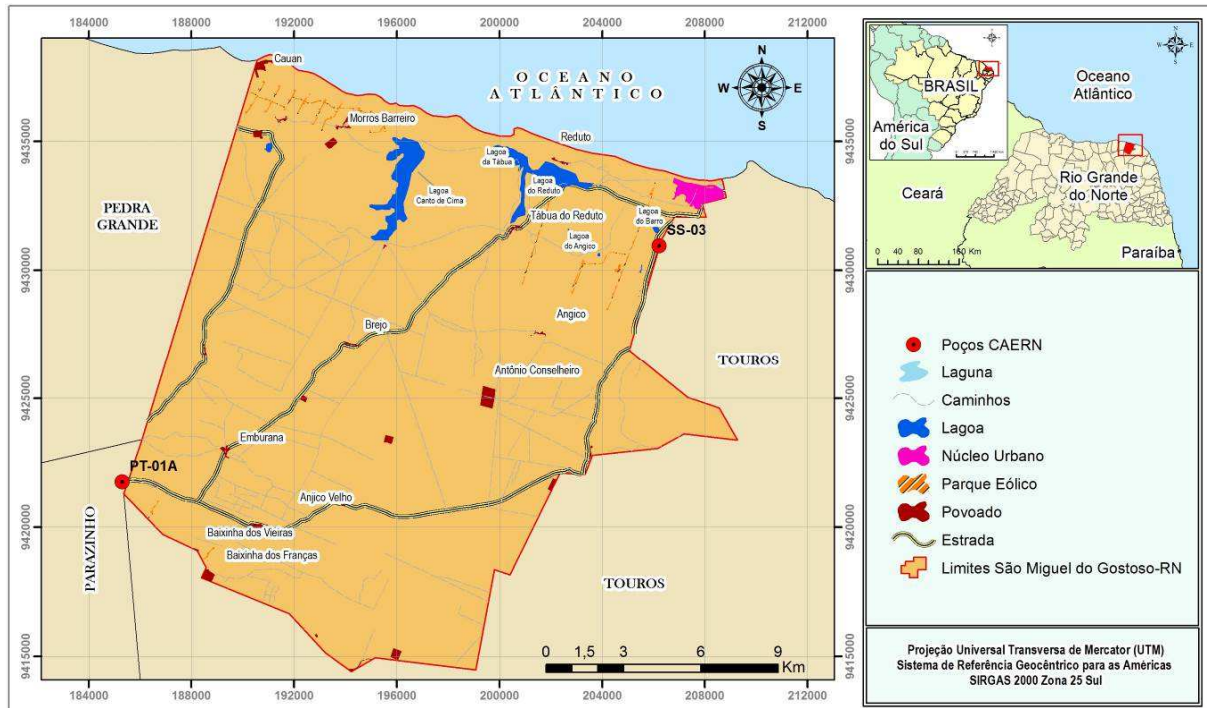 184000 188000 192000 196000 200000 204000 208000 212000
9435000
9430000
9425000
9420000
9415000
Cauan
OCEANO
ATLÂNTICO
N
W E
S
Morros Barreiro
Reduto
Lagoa
da Tábua
Lagoa
do Reduto
Lagoa
Canto de Cima
PEDRA
GRANDE
Tábua do Reduto
Lagoa
do Barro
SS-03
Lagoa
do Angico
Angico
Brejo
TOUROS
Antônio Conselheiro
Emburana
PT-01A
Anjico Velho
Baixinha dos Vieiras
Baixinha dos Franças
PARAZINHO
TOUROS
0 1,5 3 6 9
Km
9435000
9430000
9425000
9420000
9415000
184000 188000 192000 196000 200000 204000 208000 212000
BRASIL
América
do Sul
Oceano
Atlântico
N
W E
S
Ceará
Rio Grande
do Norte
Paraíba
0 40 80 160 Km
Poços CAERN
Laguna
Caminhos
Lagoa
Núcleo Urbano
Parque Eólico
Povoado
Estrada
Limites São Miguel do Gostoso-RN
Projeção Universal Transversa de Mercator (UTM)
Sistema de Referência Geocêntrico para as Américas
SIRGAS 2000 Zona 25 Sul